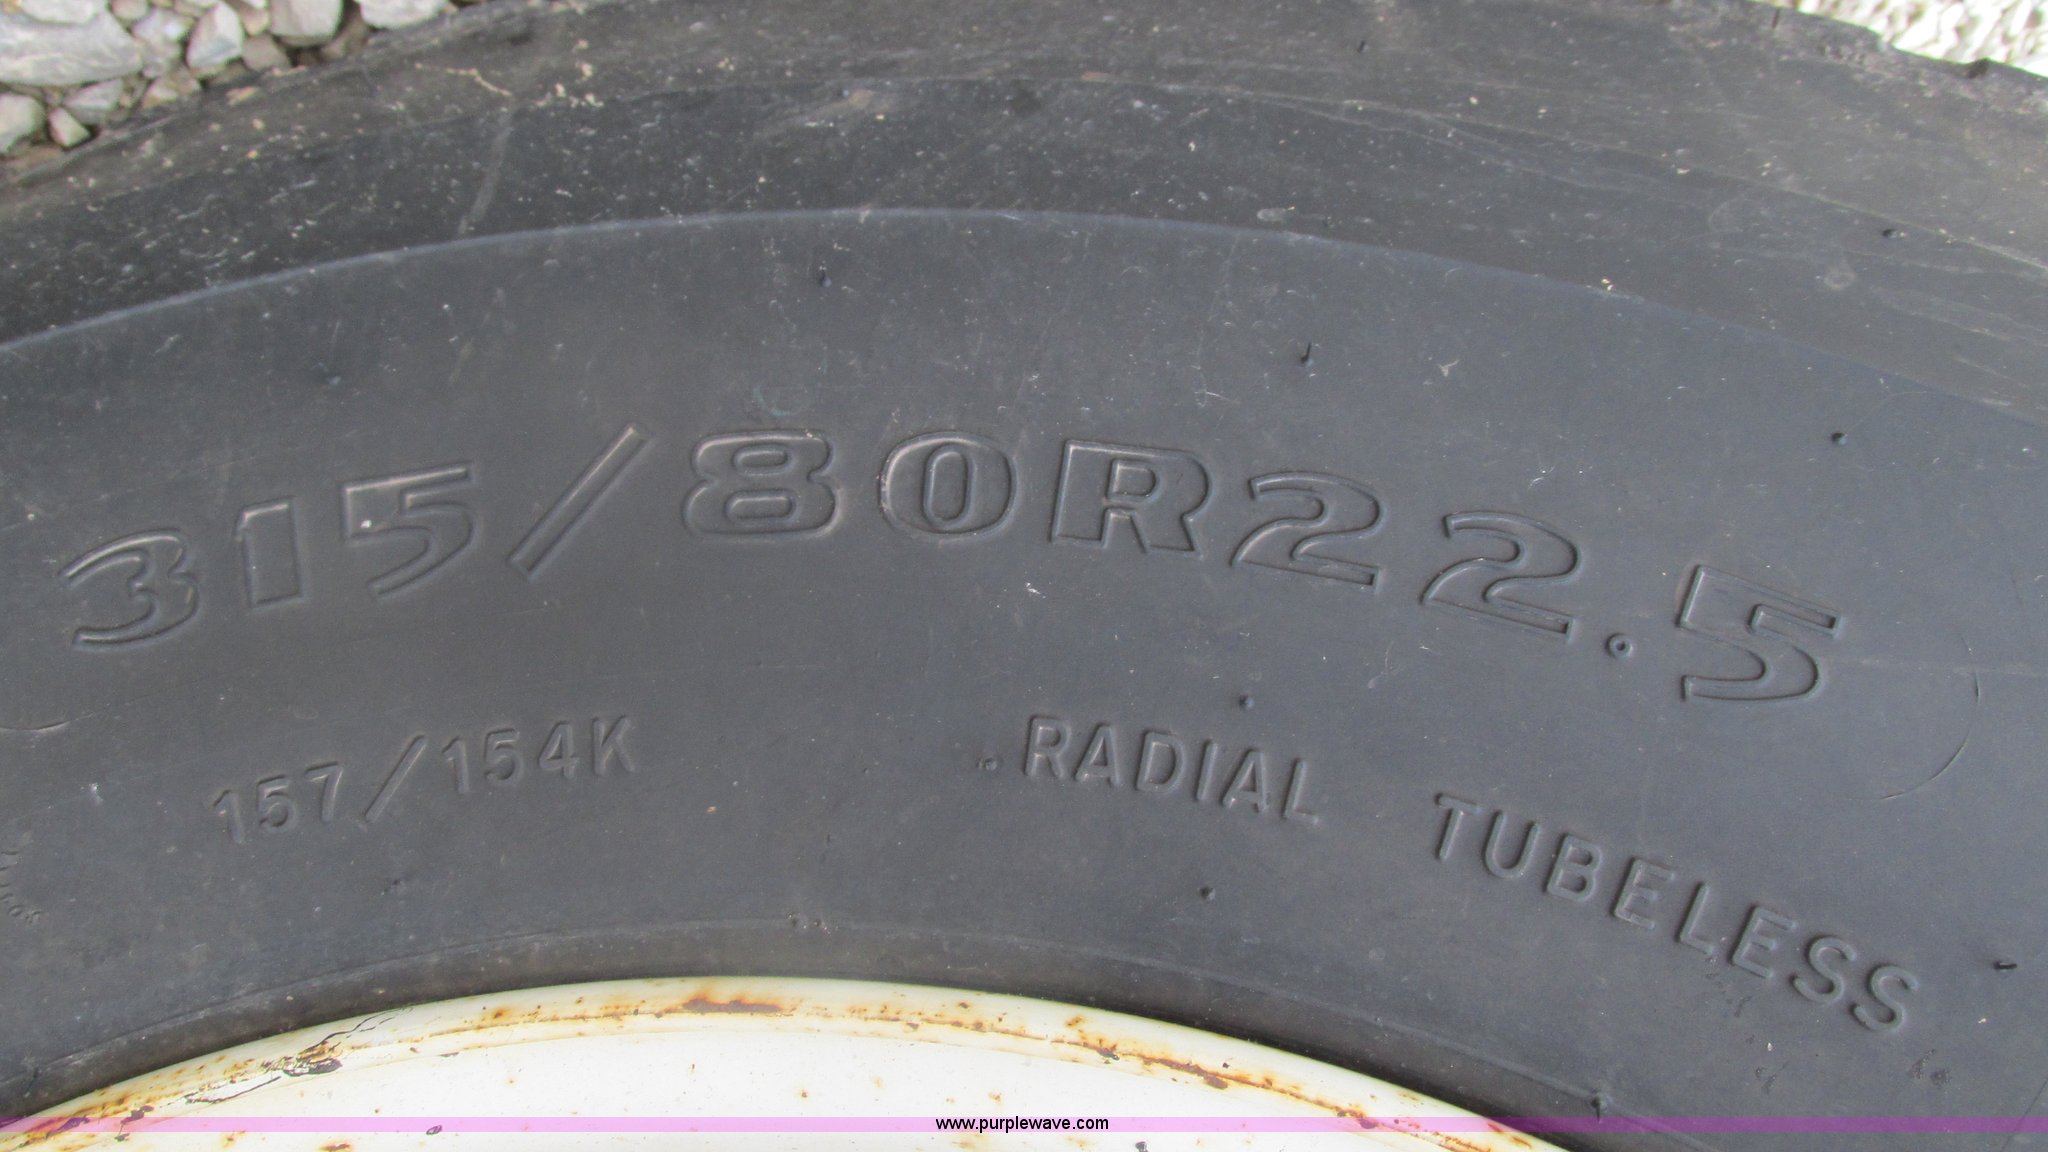 315/80R22.5
157/154K RADIAL TUBELESS
www.purplewave.com